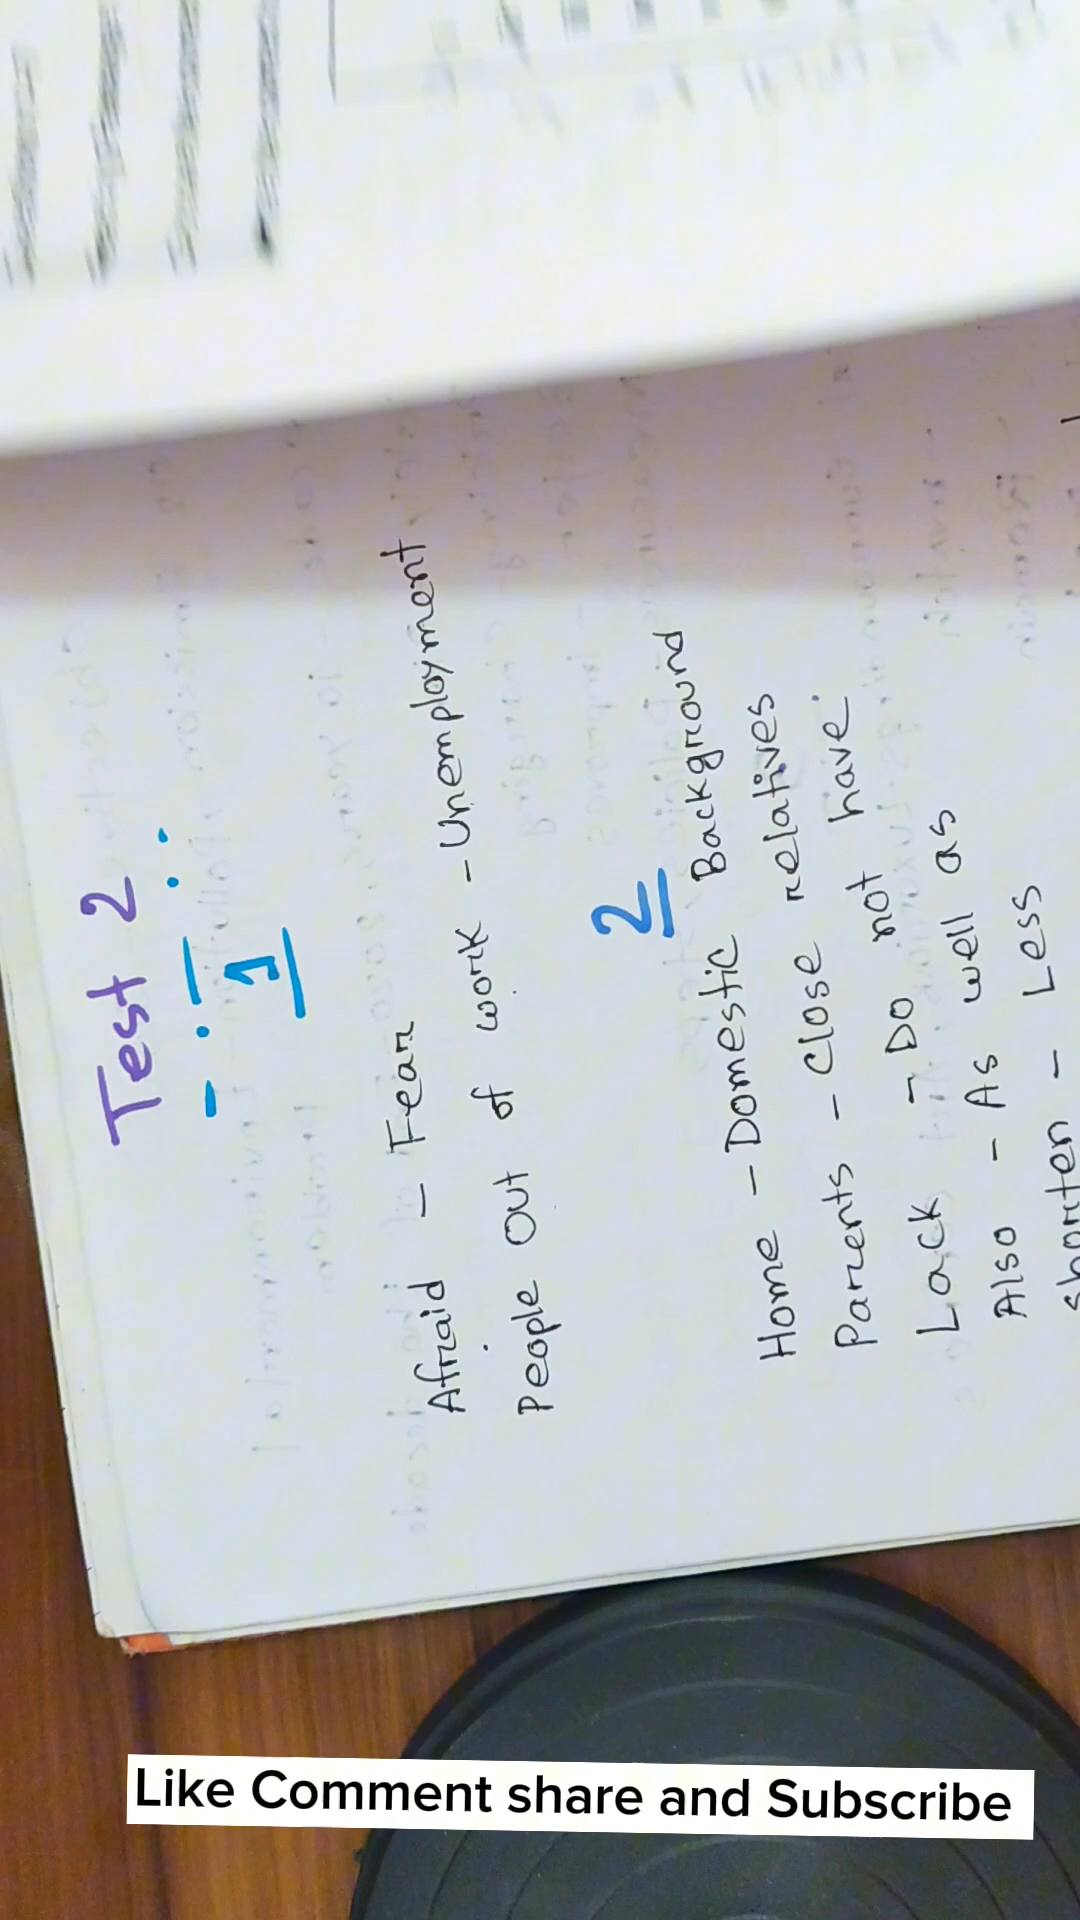 Test 2
1
Afraid - Fear
People out of work - Unemployment
2
Home - Domestic Background
Parents - Close relatives
Lack - Do not have
Also - As well as
Shorter - Less
Like Comment share and Subscribe